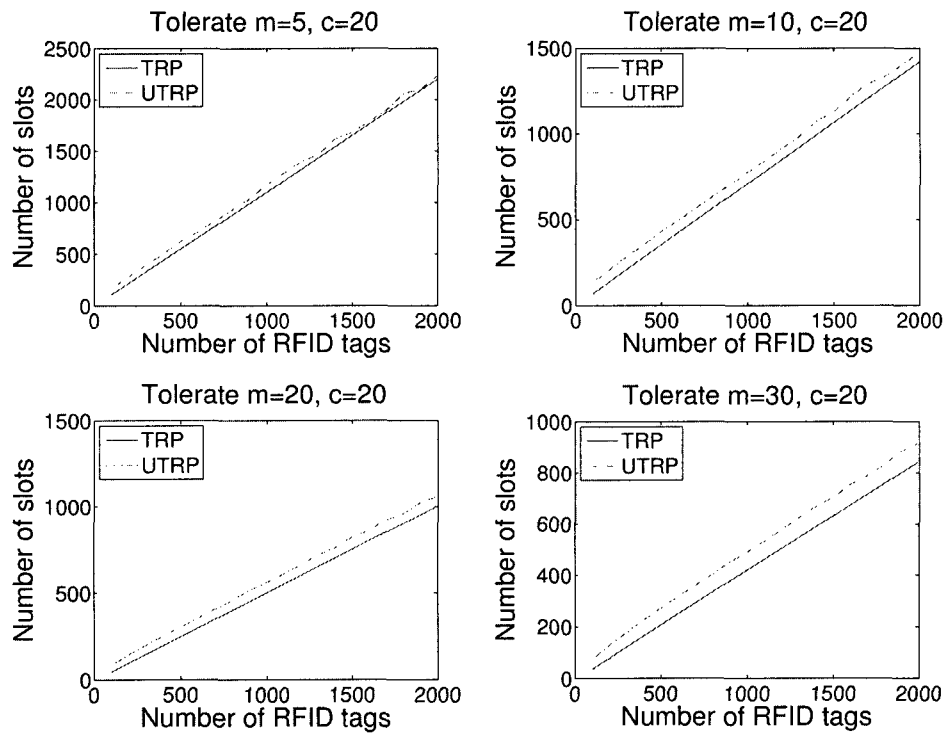 Tolerate m=5, c=20
2500
2000
1500
1000
500
0
Number of slots
TRP
UTRP
0 500 1000 1500 2000
Number of RFID tags
Tolerate m=10, c=20
1500
1000
500
0
Number of slots
TRP
UTRP
0 500 1000 1500 2000
Number of RFID tags
Tolerate m=20, c=20
1500
1000
500
0
Number of slots
TRP
UTRP
0 500 1000 1500 2000
Number of RFID tags
Tolerate m=30, c=20
1000
800
600
400
200
0
Number of slots
TRP
UTRP
0 500 1000 1500 2000
Number of RFID tags